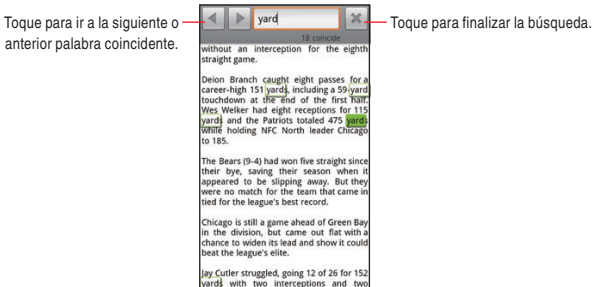 Toque para ir a la siguiente o
anterior palabra coincidente.
yard
Toque para finalizar la búsqueda.
18 coincide
without an interception for the eighth
straight game.
Deion Branch caught eight passes for a
career-high 151 yards, including a 59-yard
touchdown at the end of the first half.
Wes Welker had eight receptions for 115
yards and the Patriots totaled 475 yards
while holding NFC North leader Chicago
to 185.
The Bears (9-4) had won five straight since
their bye, saving their season when it
appeared to be slipping away. But they
were no match for the team that came in
tied for the league's best record.
Chicago is still a game ahead of Green Bay
in the division, but came out flat with a
chance to widen its lead and show it could
beat the league's elite.
Jay Cutler struggled, going 12 of 26 for 152
yards with two interceptions and two